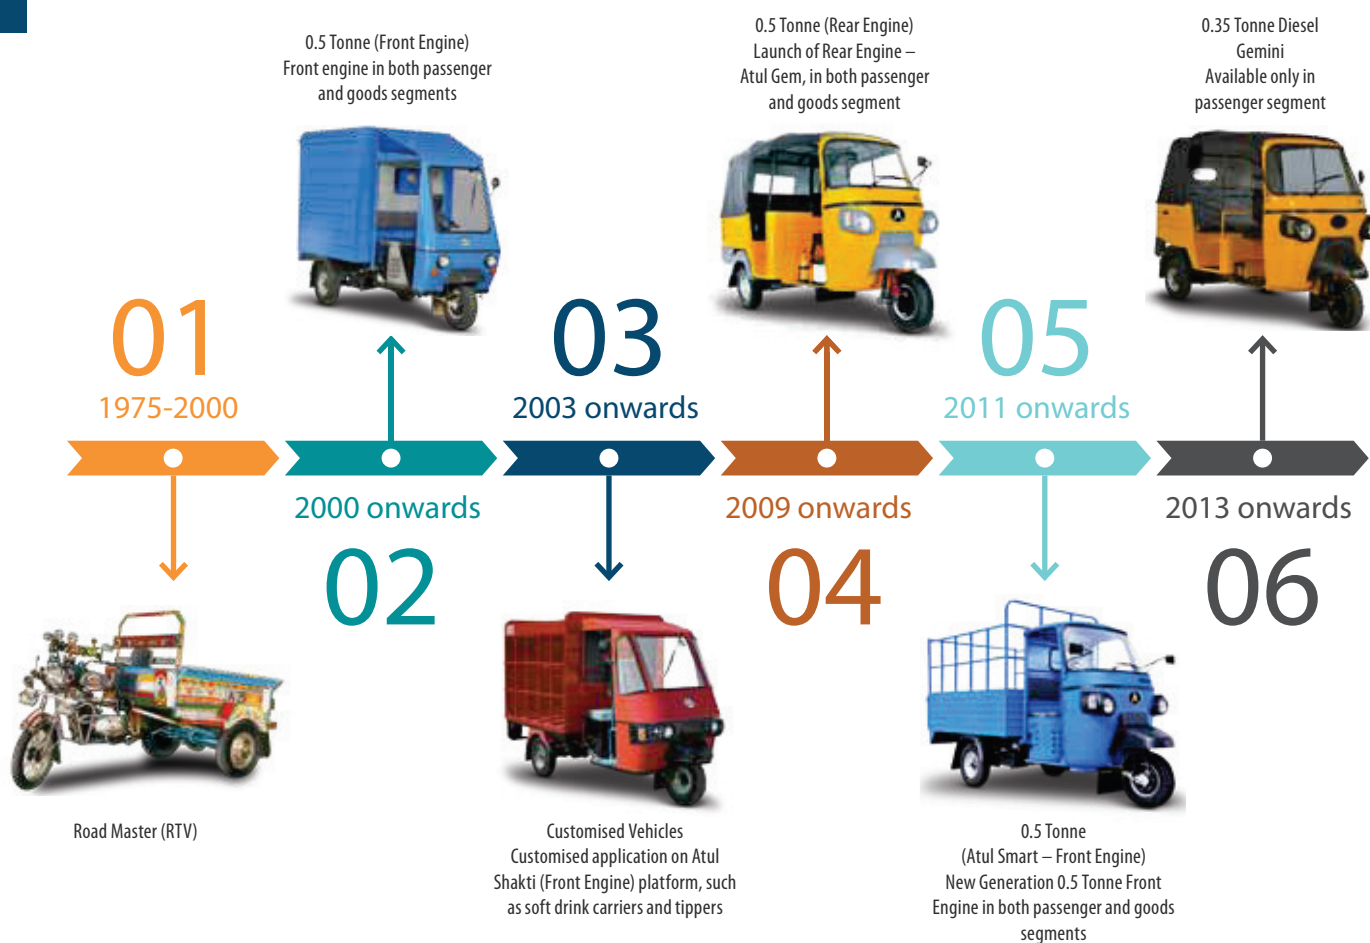 01
1975-2000
Road Master (RTV)
0.5 Tonne (Front Engine)
Front engine in both passenger
and goods segments
2000 onwards
02
03
2003 onwards
Customised Vehicles
Customised application on Atul
Shakti (Front Engine) platform, such
as soft drink carriers and tippers
0.5 Tonne (Rear Engine)
Launch of Rear Engine –
Atul Gem, in both passenger
and goods segment
2009 onwards
04
05
2011 onwards
0.5 Tonne
(Atul Smart – Front Engine)
New Generation 0.5 Tonne Front
Engine in both passenger and goods
segments
0.35 Tonne Diesel
Gemini
Available only in
passenger segment
2013 onwards
06